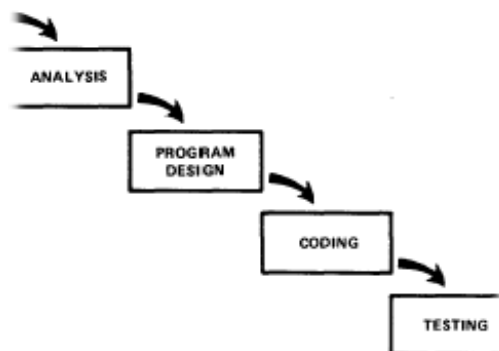 ANALYSIS
PROGRAM
DESIGN
CODING
TESTING